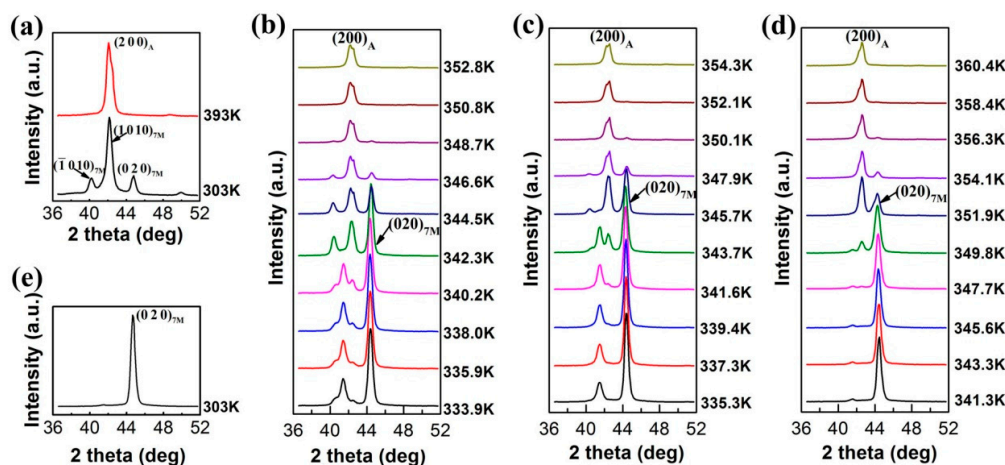 (a)
(2 0 0)A
393K
(1 0 10)7M
(1̅ 0 10)7M
(0 2 0)7M
303K
Intensity (a.u.)
36 42 48 52
2 theta (deg)
(e)
(0 2 0)7M
303K
Intensity (a.u.)
36 42 48 52
2 theta (deg)
(b)
(200)A
352.8K
350.8K
348.7K
346.6K
344.5K
(020)7M
342.3K
340.2K
338.0K
335.9K
333.9K
Intensity (a.u.)
36 40 44 48 52
2 theta (deg)
(c)
(200)A
354.3K
352.1K
350.1K
347.9K
(020)7M
345.7K
343.7K
341.6K
339.4K
337.3K
335.3K
Intensity (a.u.)
36 40 44 48 52
2 theta (deg)
(d)
(200)A
360.4K
358.4K
356.3K
354.1K
(020)7M
351.9K
349.8K
347.7K
345.6K
343.3K
341.3K
Intensity (a.u.)
36 40 44 48 52
2 theta (deg)